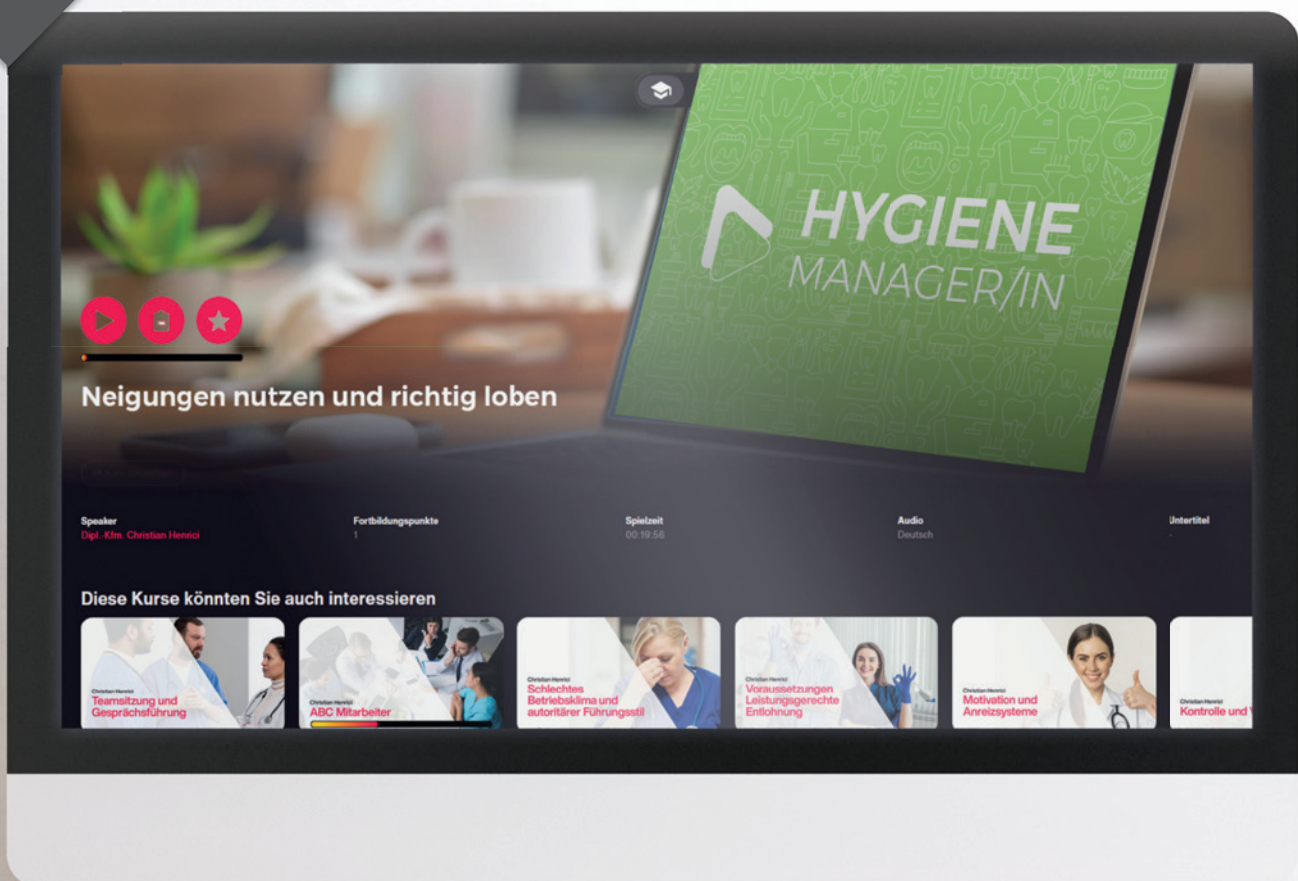 HYGIENE
MANAGER/IN
Neigungen nutzen und richtig loben
Speaker
Dipl.-Kfm. Christian Henrici
Fortbildungspunkte
1
Spielzeit
00:19:56
Audio
Deutsch
Untertitel
-
Diese Kurse könnten Sie auch interessieren
Christian Henrici
Teamsitzung und
Gesprächsführung
Christian Henrici
ABC Mitarbeiter
Christian Henrici
Schlechtes
Betriebsklima und
autoritärer Führungsstil
Christian Henrici
Voraussetzungen
Leistungsgerechte
Entlohnung
Christian Henrici
Motivation und
Anreizsysteme
Christian Henrici
Kontrolle und